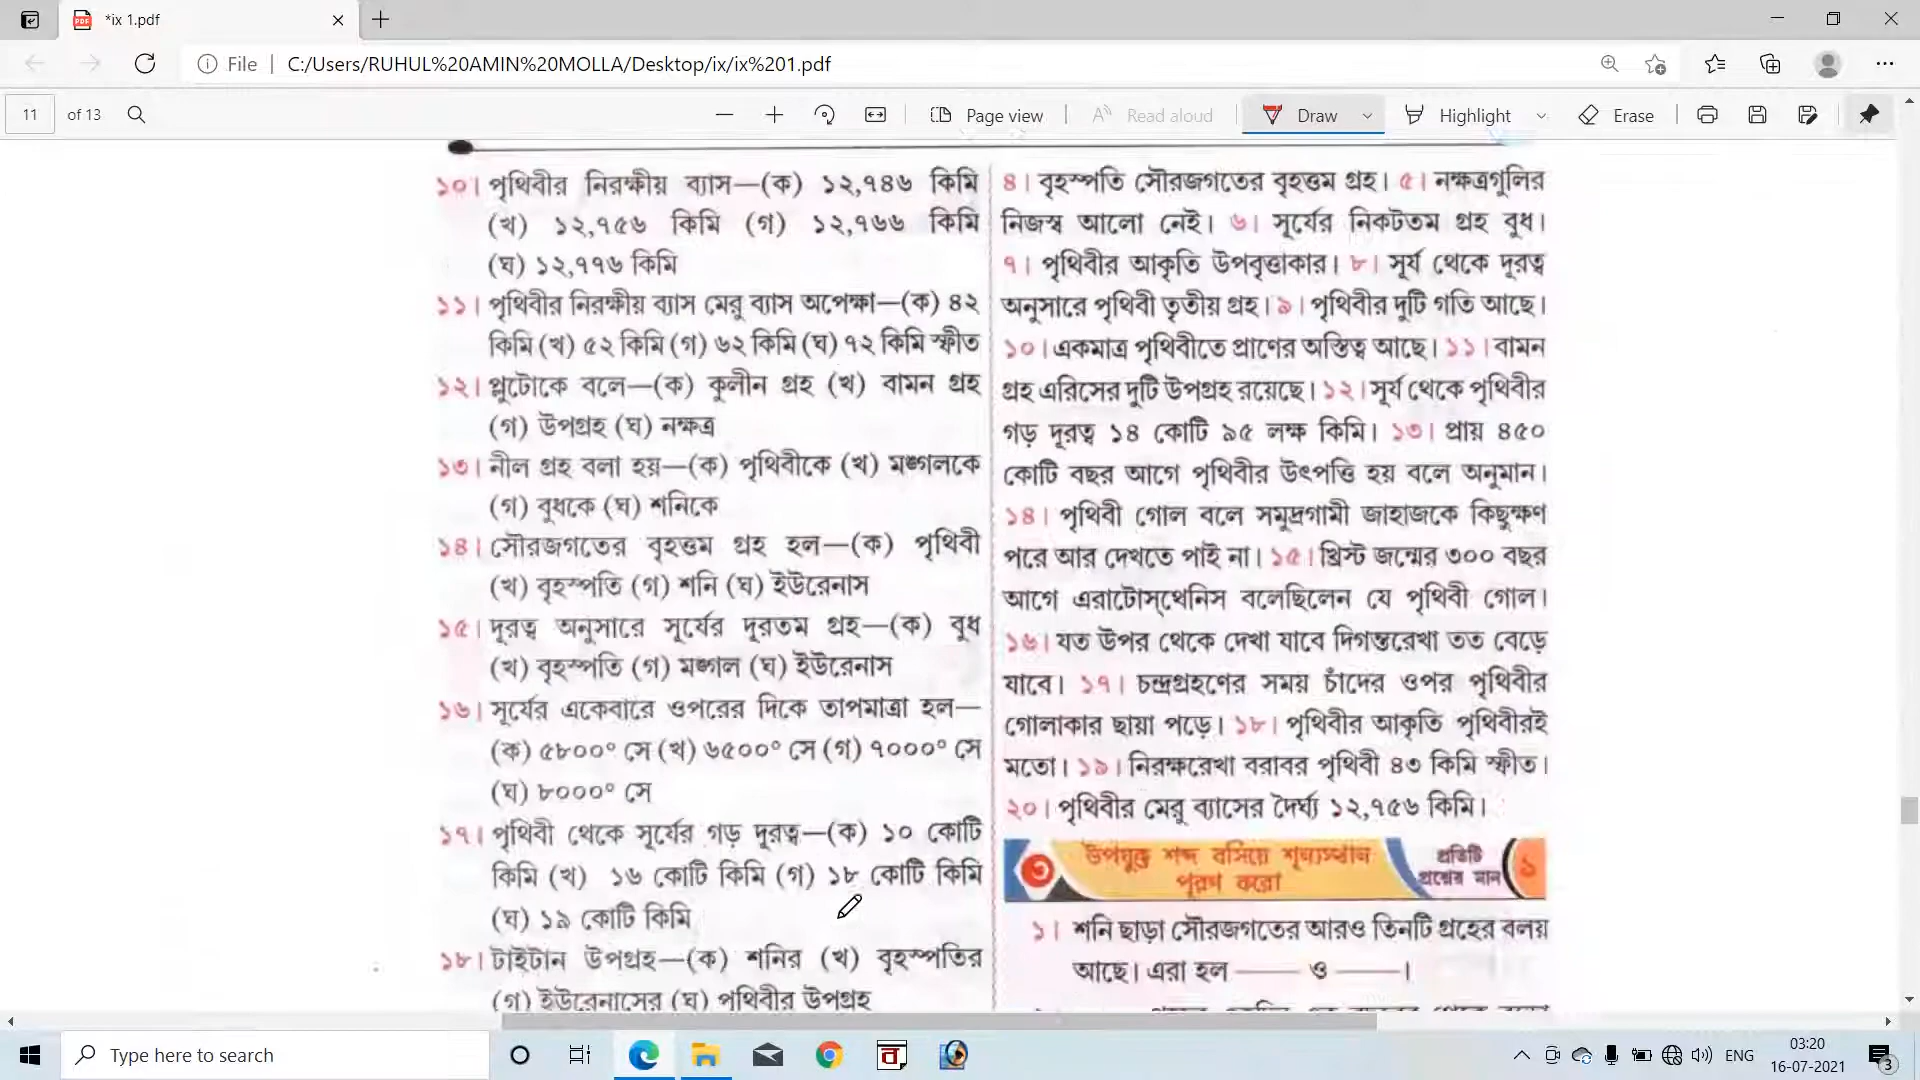 *ix 1.pdf
File | C:/Users/RUHUL%20AMIN%20MOLLA/Desktop/ix/ix%201.pdf
11 of 13 Page view Read aloud Draw Highlight Erase
১০। পৃথিবীর নিরক্ষীয় ব্যাস—(ক) ১২,৭৪৬ কিমি
(খ) ১২,৭৫৬ কিমি (গ) ১২,৭৬৬ কিমি
(ঘ) ১২,৭৭৬ কিমি
১১। পৃথিবীর নিরক্ষীয় ব্যাস মেরু ব্যাস অপেক্ষা—(ক) ৪২
কিমি (খ) ৫২ কিমি (গ) ৬২ কিমি (ঘ) ৭২ কিমি স্ফীত
১২। প্লুটোকে বলে—(ক) কুলীন গ্রহ (খ) বামন গ্রহ
(গ) উপগ্রহ (ঘ) নক্ষত্র
১৩। নীল গ্রহ বলা হয়—(ক) পৃথিবীকে (খ) মঙ্গলকে
(গ) বুধকে (ঘ) শনিকে
১৪। সৌরজগতের বৃহত্তম গ্রহ হল—(ক) পৃথিবী
(খ) বৃহস্পতি (গ) শনি (ঘ) ইউরেনাস
১৫। দূরত্ব অনুসারে সূর্যের দূরতম গ্রহ—(ক) বুধ
(খ) বৃহস্পতি (গ) মঙ্গল (ঘ) ইউরেনাস
১৬। সূর্যের একেবারে ওপরের দিকে তাপমাত্রা হল—
(ক) ৫৮০০° সে (খ) ৬৫০০° সে (গ) ৭০০০° সে
(ঘ) ৮০০০° সে
১৭। পৃথিবী থেকে সূর্যের গড় দূরত্ব—(ক) ১০ কোটি
কিমি (খ) ১৬ কোটি কিমি (গ) ১৮ কোটি কিমি
(ঘ) ১৯ কোটি কিমি
১৮। টাইটান উপগ্রহ—(ক) শনির (খ) বৃহস্পতির
(গ) ইউরেনাসের (ঘ) পৃথিবীর উপগ্রহ
৪। বৃহস্পতি সৌরজগতের বৃহত্তম গ্রহ। ৫। নক্ষত্রগুলির
নিজস্ব আলো নেই। ৬। সূর্যের নিকটতম গ্রহ বুধ।
৭। পৃথিবীর আকৃতি উপবৃত্তাকার। ৮। সূর্য থেকে দূরত্ব
অনুসারে পৃথিবী তৃতীয় গ্রহ। ৯। পৃথিবীর দুটি গতি আছে।
১০। একমাত্র পৃথিবীতে প্রাণের অস্তিত্ব আছে। ১১। বামন
গ্রহ এরিসের দুটি উপগ্রহ রয়েছে। ১২। সূর্য থেকে পৃথিবীর
গড় দূরত্ব ১৪ কোটি ৯৫ লক্ষ কিমি। ১৩। প্রায় ৪৫০
কোটি বছর আগে পৃথিবীর উৎপত্তি হয় বলে অনুমান।
১৪। পৃথিবী গোল বলে সমুদ্রগামী জাহাজকে কিছুক্ষণ
পরে আর দেখতে পাই না। ১৫। খ্রিস্ট জন্মের ৩০০ বছর
আগে এরাটোস্‌থেনিস বলেছিলেন যে পৃথিবী গোল।
১৬। যত উপর থেকে দেখা যাবে দিগন্তরেখা তত বেড়ে
যাবে। ১৭। চন্দ্রগ্রহণের সময় চাঁদের ওপর পৃথিবীর
গোলাকার ছায়া পড়ে। ১৮। পৃথিবীর আকৃতি পৃথিবীরই
মতো। ১৯। নিরক্ষরেখা বরাবর পৃথিবী ৪৩ কিমি স্ফীত।
২০। পৃথিবীর মেরু ব্যাসের দৈর্ঘ্য ১২,৭৫৬ কিমি।
৩ উপযুক্ত শব্দ বসিয়ে শূন্যস্থান প্রতিটি ১
পূরণ করো প্রশ্নের মান
১। শনি ছাড়া সৌরজগতের আরও তিনটি গ্রহের বলয়
আছে। এরা হল —— ও ——।
Type here to search
ENG 03:20
16-07-2021
3